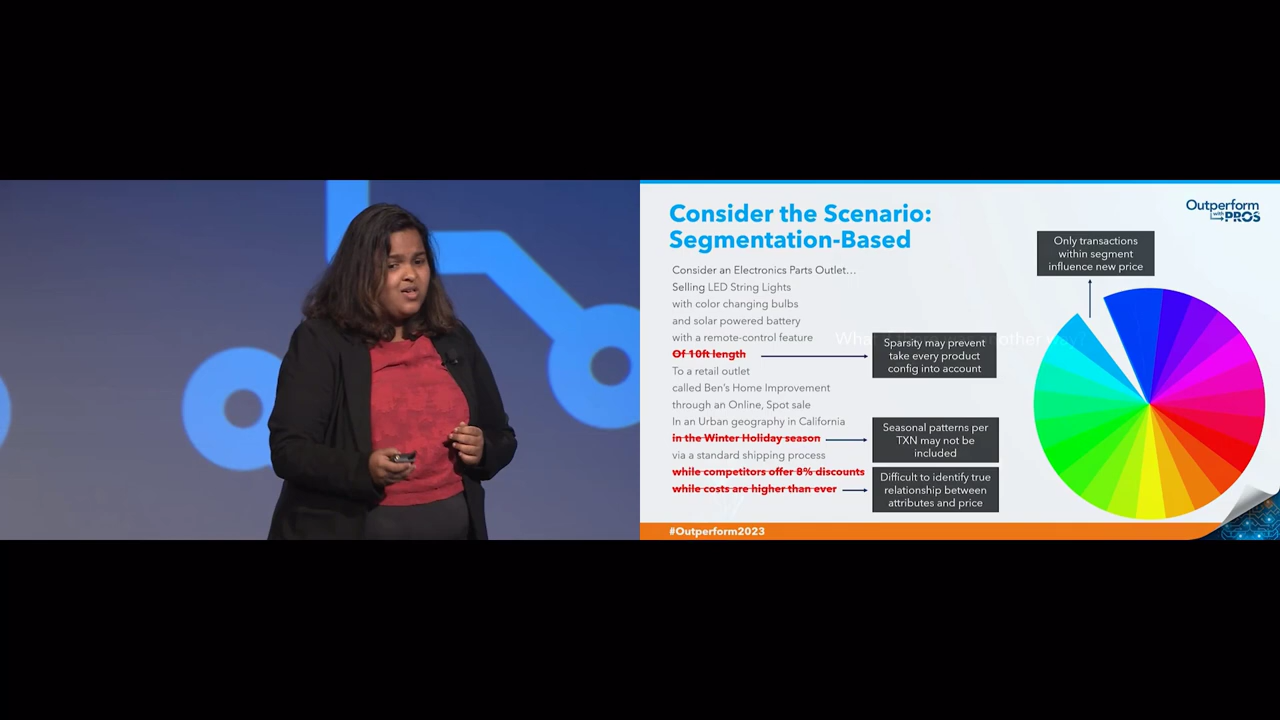 Consider the Scenario:
Segmentation-Based
Outperform
with PROS
Consider an Electronics Parts Outlet...
Selling LED String Lights
with color changing bulbs
and solar powered battery
with a remote-control feature
Of 10ft length
To a retail outlet
called Ben's Home Improvement
through an Online, Spot sale
In an Urban geography in California
in the Winter Holiday season
via a standard shipping process
while competitors offer 8% discounts
while costs are higher than ever
Only transactions
within segment
influence new price
Sparsity may prevent
take every product
config into account
Seasonal patterns per
TXN may not be
included
Difficult to identify true
relationship between
attributes and price
#Outperform2023